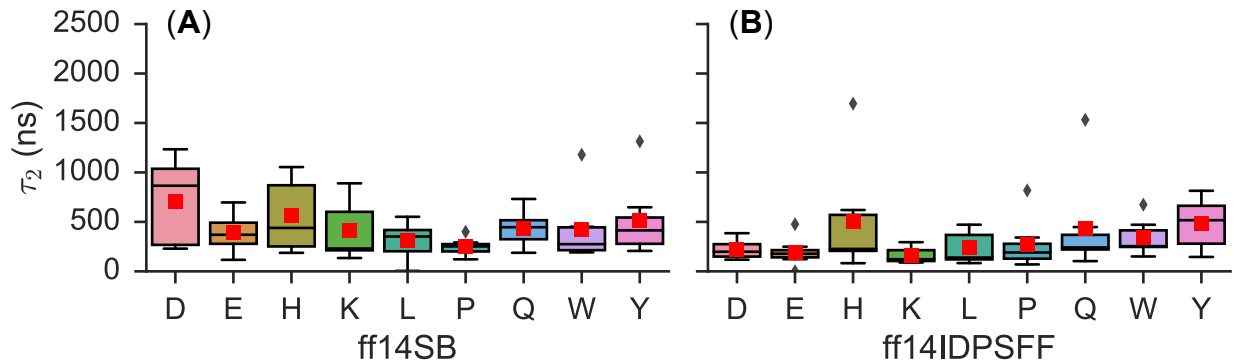 (A)
(B)
2500
2000
1500
1000
500
0
τ2 (ns)
D E H K L P Q W Y
D E H K L P Q W Y
ff14SB
ff14IDPSFF